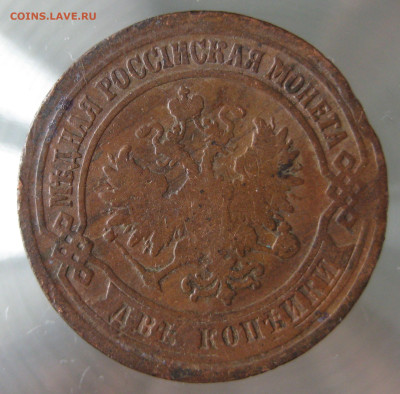 COINS.LAVE.RU
МѢДНАЯ РОССІЙСКАЯ МОНЕТА
ДВѢ КОПѢЙКИ